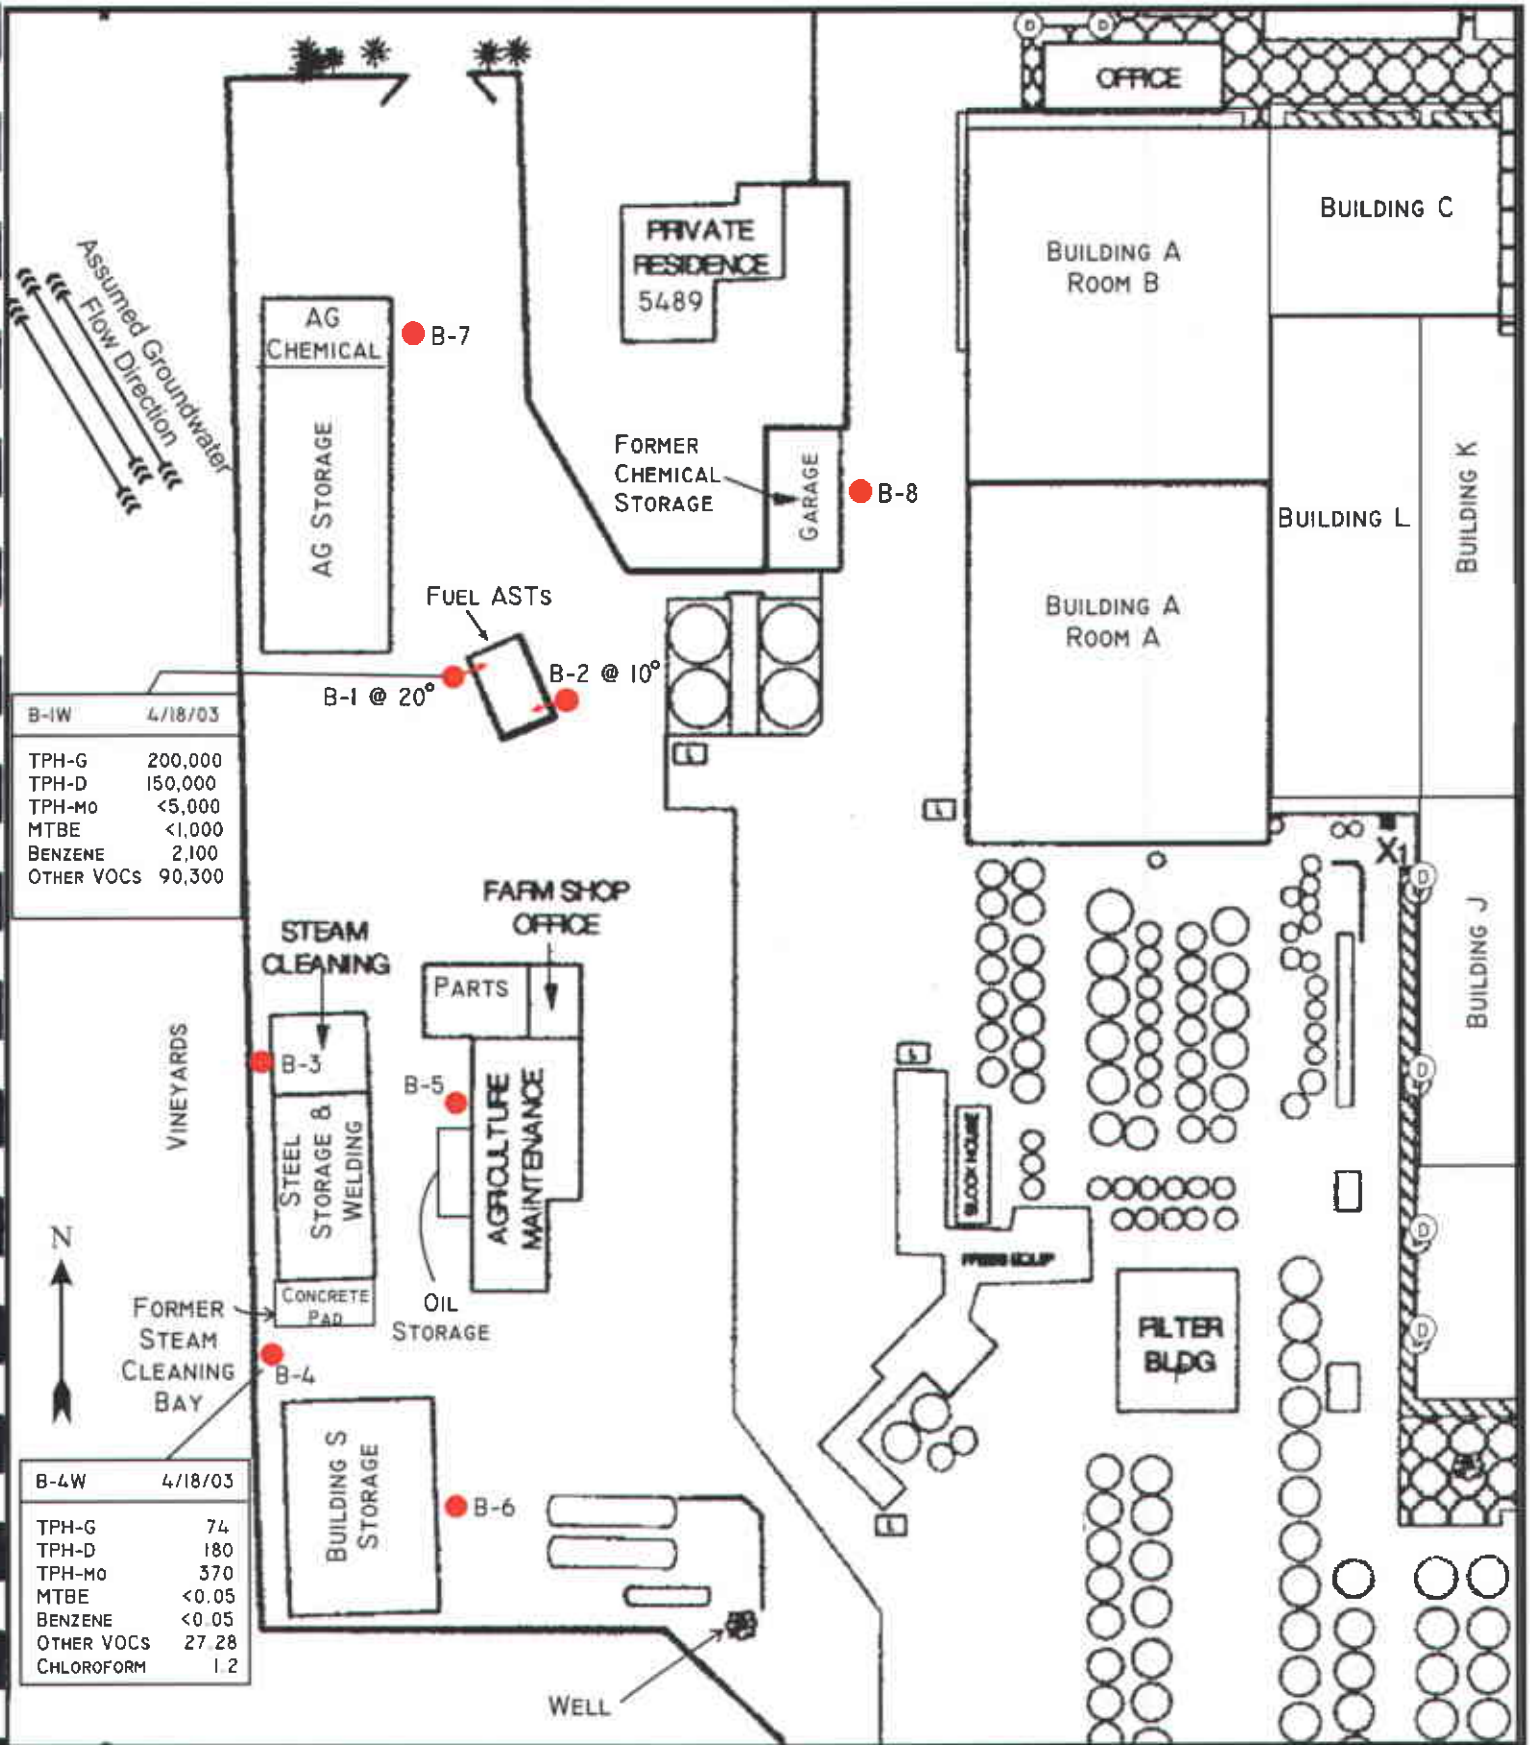 OFFICE
BUILDING C
PRIVATE
RESIDENCE
5489
BUILDING A
ROOM B
Assumed Groundwater
Flow Direction
AG
CHEMICAL
B-7
AG STORAGE
FORMER
CHEMICAL
STORAGE
GARAGE
B-8
BUILDING L
BUILDING K
FUEL ASTs
BUILDING A
ROOM A
B-1 @ 20°
B-2 @ 10°
B-1W 4/18/03
TPH-G 200,000
TPH-D 150,000
TPH-MO <5,000
MTBE <1,000
BENZENE 2,100
OTHER VOCs 90,300
L
L
X1
D
D
D
D
D
D
BUILDING J
FARM SHOP
OFFICE
STEAM
CLEANING
PARTS
VINEYARDS
B-3
B-5
STEEL
STORAGE &
WELDING
AGRICULTURE
MAINTENANCE
L
BLOCK HOUSE
PRESS EQUIP
N
CONCRETE
PAD
OIL
STORAGE
FORMER
STEAM
CLEANING
BAY
B-4
FILTER
BLDG
BUILDING S
STORAGE
B-6
L
B-4W 4/18/03
TPH-G 74
TPH-D 180
TPH-MO 370
MTBE <0.05
BENZENE <0.05
OTHER VOCs 27.28
CHLOROFORM 1.2
WELL